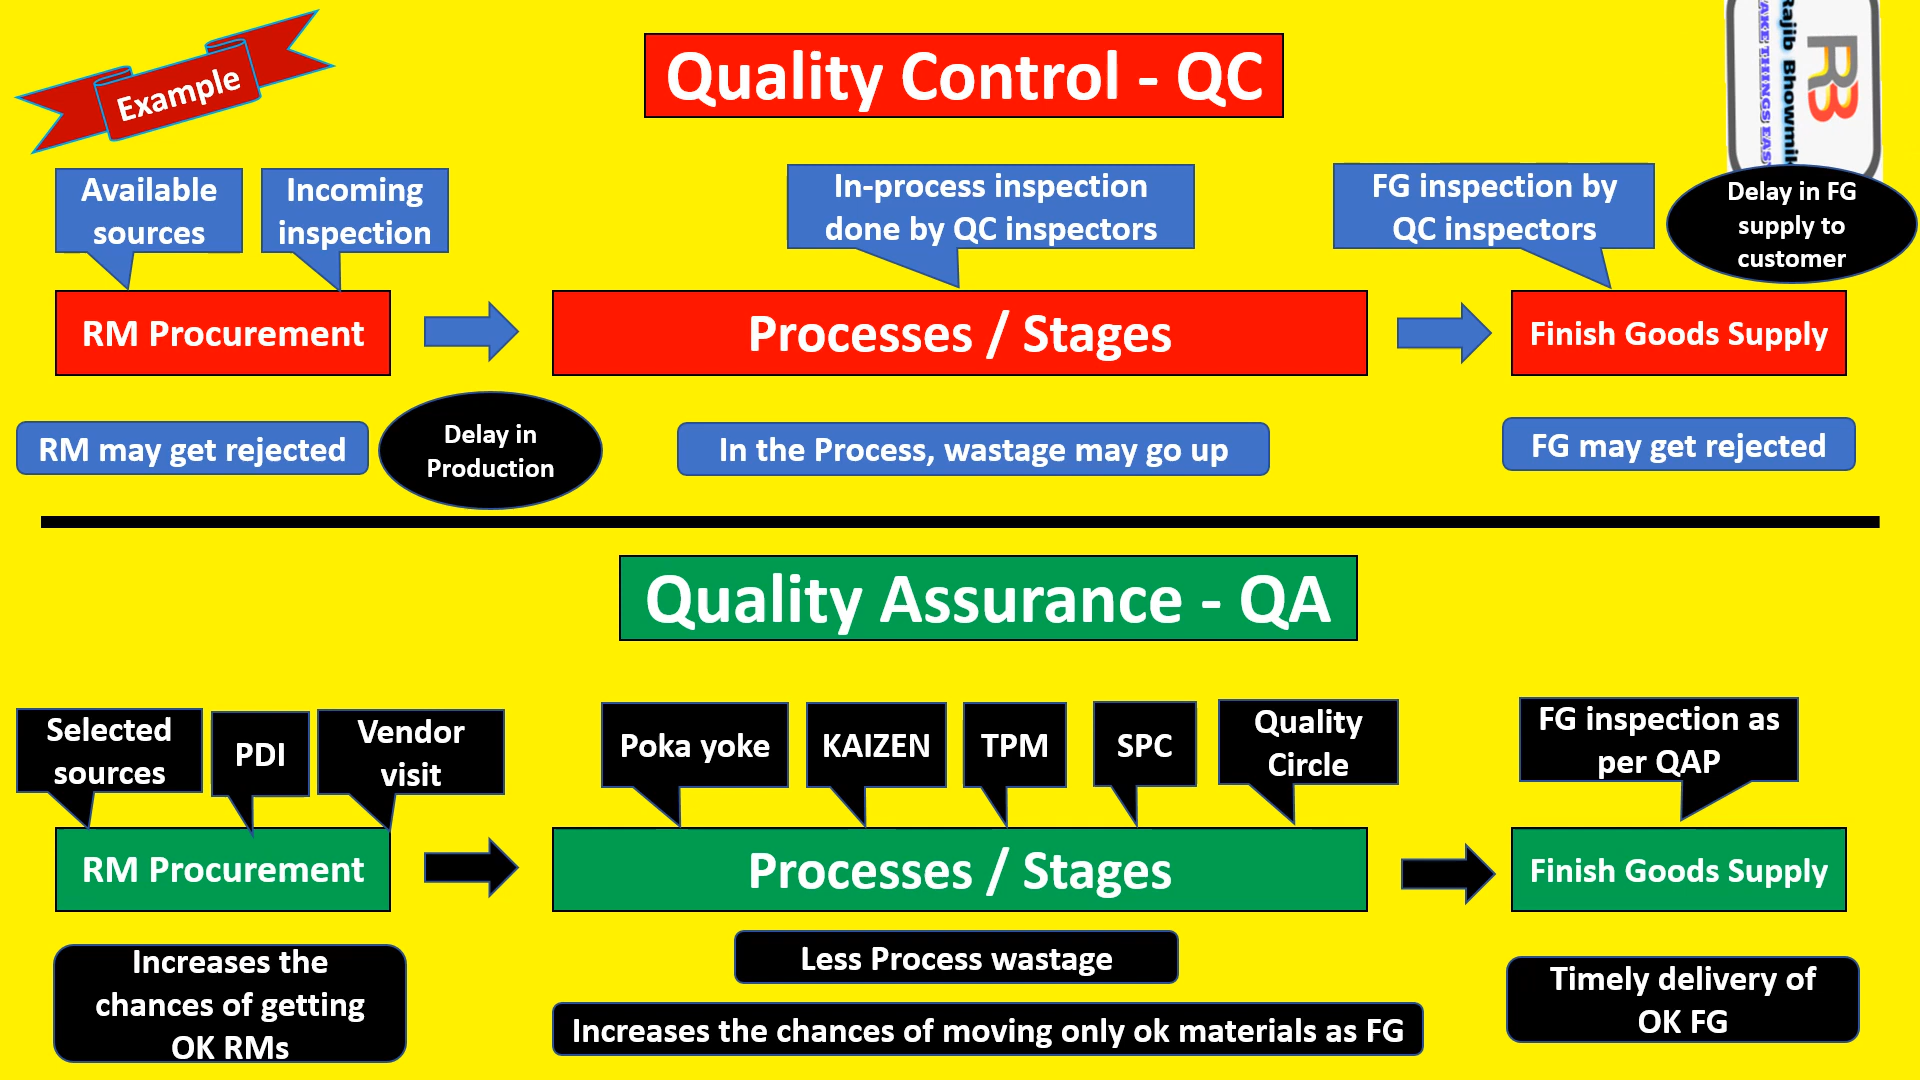 Example
Quality Control - QC
RB
Rajib Bhowmik
Available
sources
Incoming
inspection
In-process inspection
done by QC inspectors
FG inspection by
QC inspectors
Delay in FG
supply to
customer
RM Procurement
Processes / Stages
Finish Goods Supply
RM may get rejected
Delay in
Production
In the Process, wastage may go up
FG may get rejected
Quality Assurance - QA
Selected
sources
PDI
Vendor
visit
Poka yoke
KAIZEN
TPM
SPC
Quality
Circle
FG inspection as
per QAP
RM Procurement
Processes / Stages
Finish Goods Supply
Increases the
chances of getting
OK RMs
Less Process wastage
Increases the chances of moving only ok materials as FG
Timely delivery of
OK FG